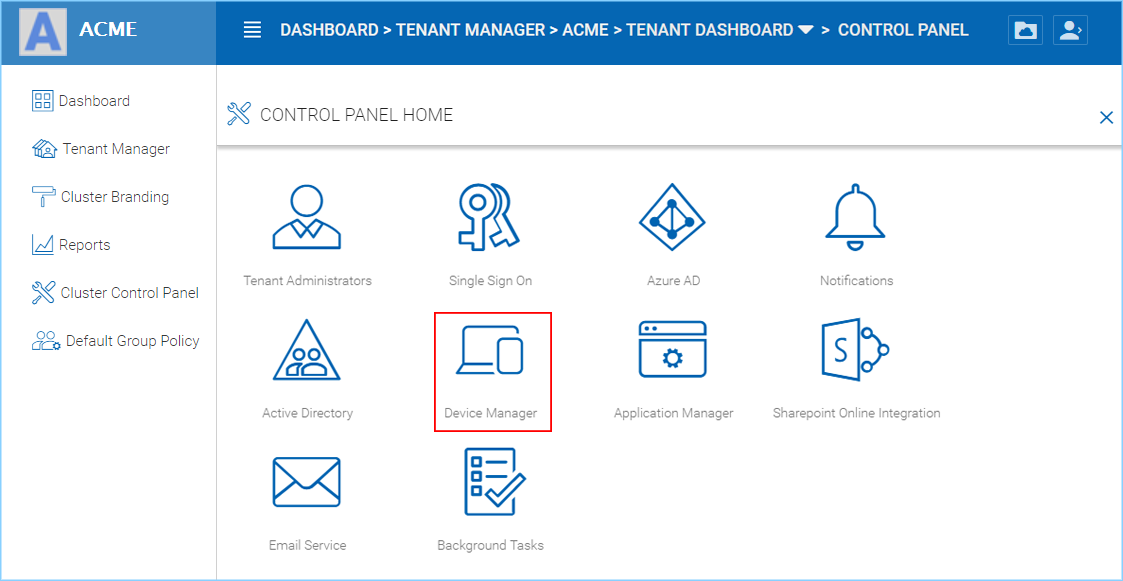 A ACME
DASHBOARD > TENANT MANAGER > ACME > TENANT DASHBOARD > CONTROL PANEL
Dashboard
Tenant Manager
Cluster Branding
Reports
Cluster Control Panel
Default Group Policy
CONTROL PANEL HOME
Tenant Administrators
Single Sign On
Azure AD
Notifications
Active Directory
Device Manager
Application Manager
S
Sharepoint Online Integration
Email Service
Background Tasks